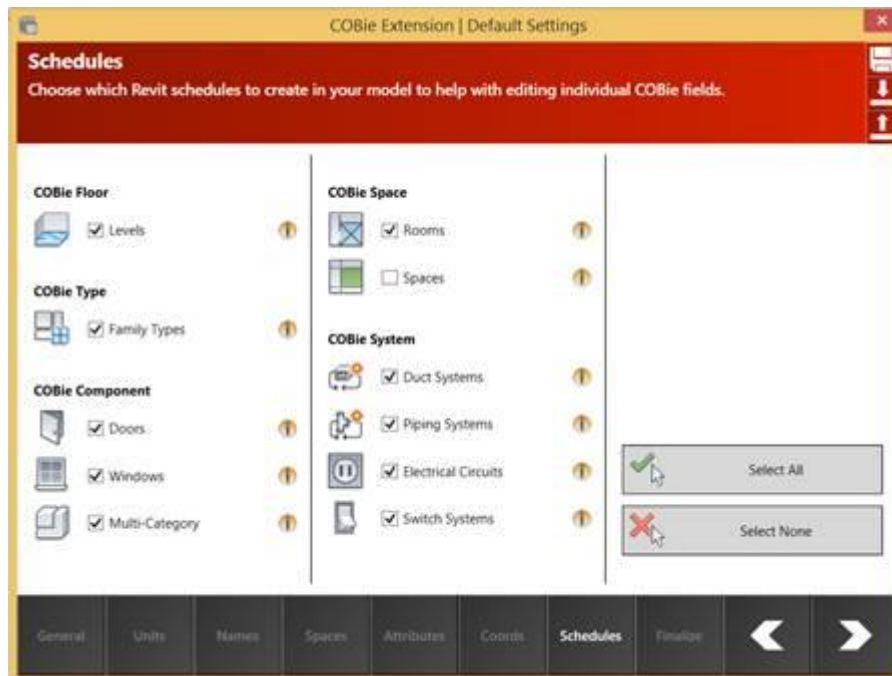 COBie Extension | Default Settings
Schedules
Choose which Revit schedules to create in your model to help with editing individual COBie fields.
COBie Floor
Levels
COBie Type
Family Types
COBie Component
Doors
Windows
Multi-Category
COBie Space
Rooms
Spaces
COBie System
Duct Systems
Piping Systems
Electrical Circuits
Switch Systems
Select All
Select None
General Units Names Spaces Attributes Coords Schedules Finalize